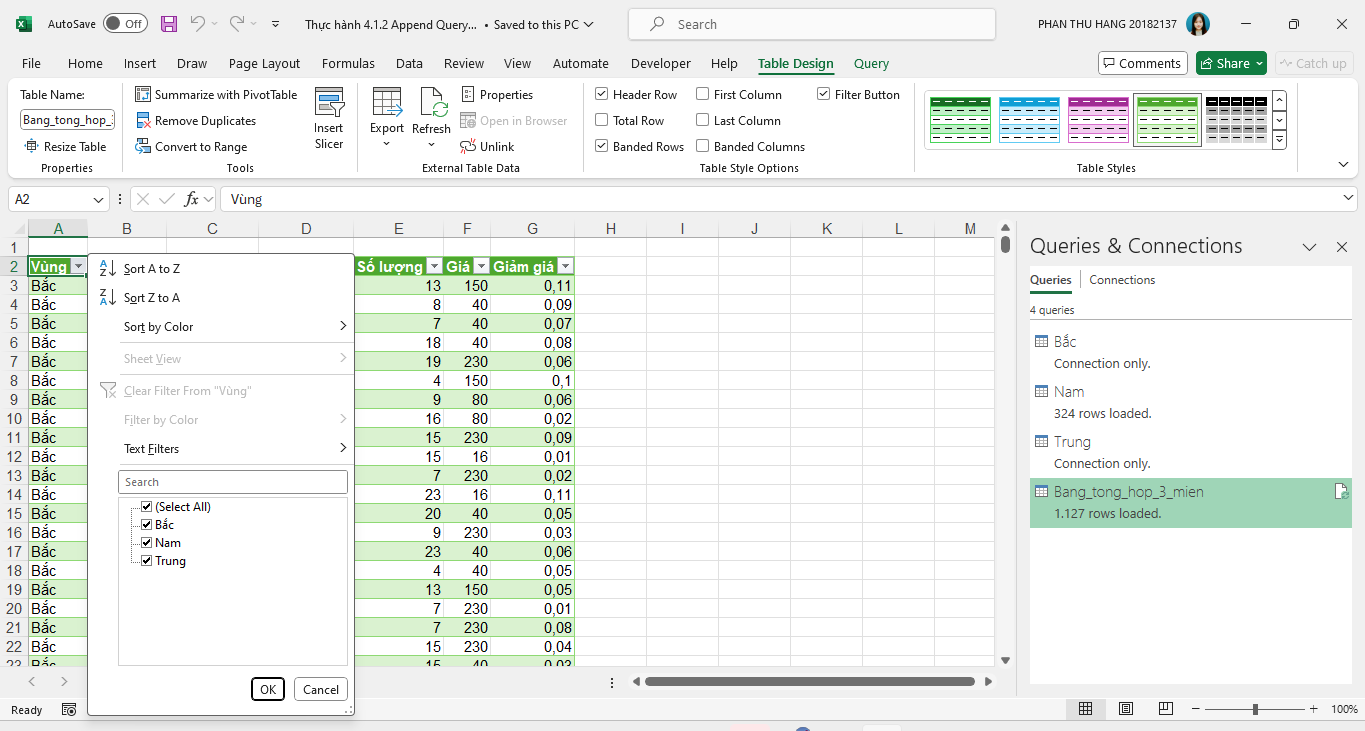 AutoSave Off Thực hành 4.1.2 Append Query... • Saved to this PC Search PHAN THU HANG 20182137
File Home Insert Draw Page Layout Formulas Data Review View Automate Developer Help Table Design Query Comments Share Catch up
Table Name:
Bang_tong_hop_3
Resize Table
Properties
Summarize with PivotTable
Remove Duplicates
Convert to Range
Insert
Slicer
Tools
Export
Refresh
Properties
Open in Browser
Unlink
External Table Data
Header Row First Column Filter Button
Total Row Last Column
Banded Rows Banded Columns
Table Style Options
Table Styles
A2 fx Vùng
A B C D E F G H I J K L M
1
2 Vùng Số lượng Giá Giảm giá
3 Bắc 13 150 0,11
4 Bắc 8 40 0,09
5 Bắc 7 40 0,07
6 Bắc 18 40 0,08
7 Bắc 19 230 0,06
8 Bắc 4 150 0,1
9 Bắc 9 80 0,06
10 Bắc 16 80 0,02
11 Bắc 15 230 0,09
12 Bắc 15 16 0,01
13 Bắc 7 230 0,02
14 Bắc 23 16 0,11
15 Bắc 20 40 0,05
16 Bắc 9 230 0,03
17 Bắc 23 40 0,06
18 Bắc 4 40 0,05
19 Bắc 13 150 0,05
20 Bắc 7 230 0,01
21 Bắc 7 230 0,08
22 Bắc 15 230 0,04
23 Bắc 15 40 0,03
Sort A to Z
Sort Z to A
Sort by Color
Sheet View
Clear Filter From "Vùng"
Filter by Color
Text Filters
Search
(Select All)
Bắc
Nam
Trung
OK Cancel
Queries & Connections
Queries Connections
4 queries
Bắc
Connection only.
Nam
324 rows loaded.
Trung
Connection only.
Bang_tong_hop_3_mien
1.127 rows loaded.
Ready 100%